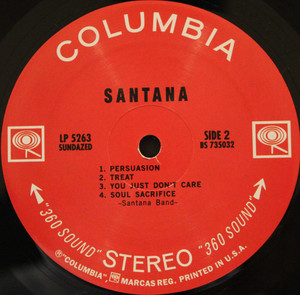 COLUMBIA
SANTANA
LP 5263
SUNDAZED
SIDE 2
BS 735032
1. PERSUASION
2. TREAT
3. YOU JUST DON'T CARE
4. SOUL SACRIFICE
-Santana Band-
"360 SOUND" STEREO "360 SOUND"
®"COLUMBIA", MARCAS REG. PRINTED IN U.S.A.